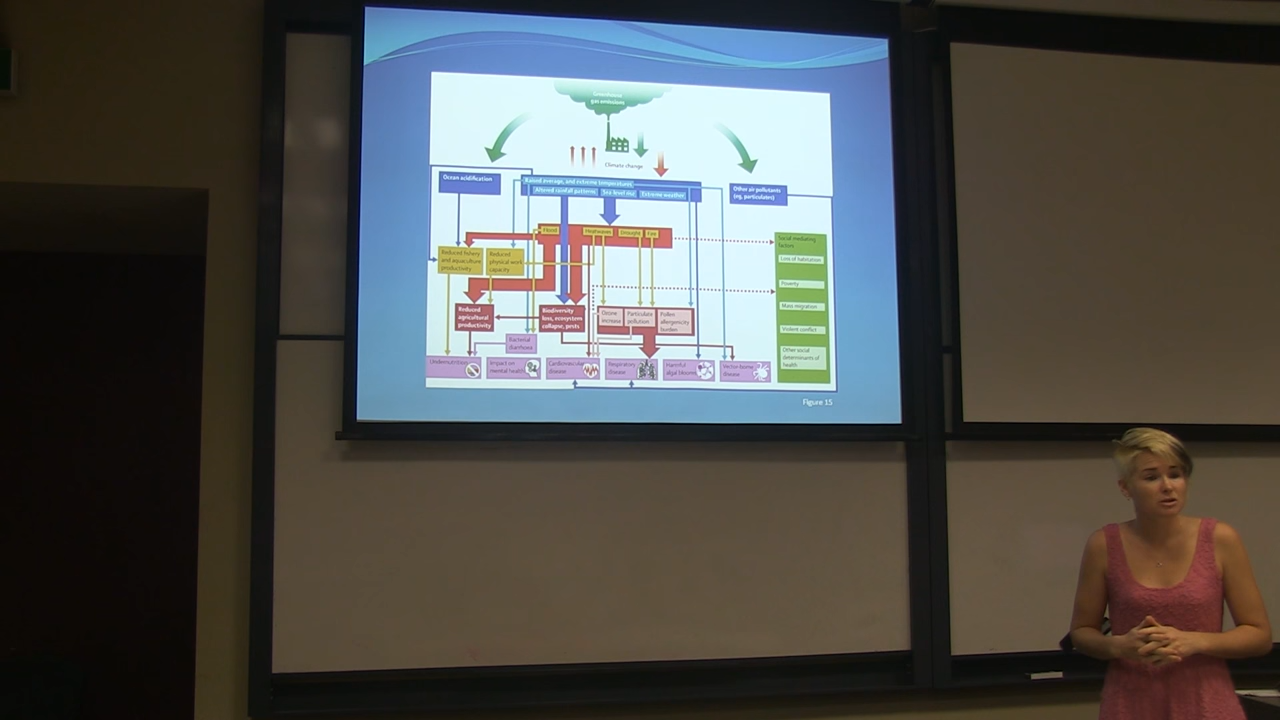 Greenhouse
gas emissions
Climate change
Ocean acidification
Raised average, and extreme temperatures
Altered rainfall patterns
Sea level rise
Extreme weather
Other air pollutants
(eg, particulates)
Flood
Heatwaves
Drought
Fire
Social mediating
factors
Reduced fishery
and aquaculture
productivity
Reduced
physical work
capacity
Loss of habitation
Poverty
Mass migration
Violent conflict
Other social
determinants of
health
Reduced
agricultural
productivity
Biodiversity
loss, ecosystem
collapse, pests
Ozone
increase
Particulate
pollution
Pollen
allergenicity
burden
Bacterial
diarrhoea
Undernutrition
Impact on
mental health
Cardiovascular
disease
Respiratory
disease
Harmful
algal blooms
Vector-borne
disease
Figure 15